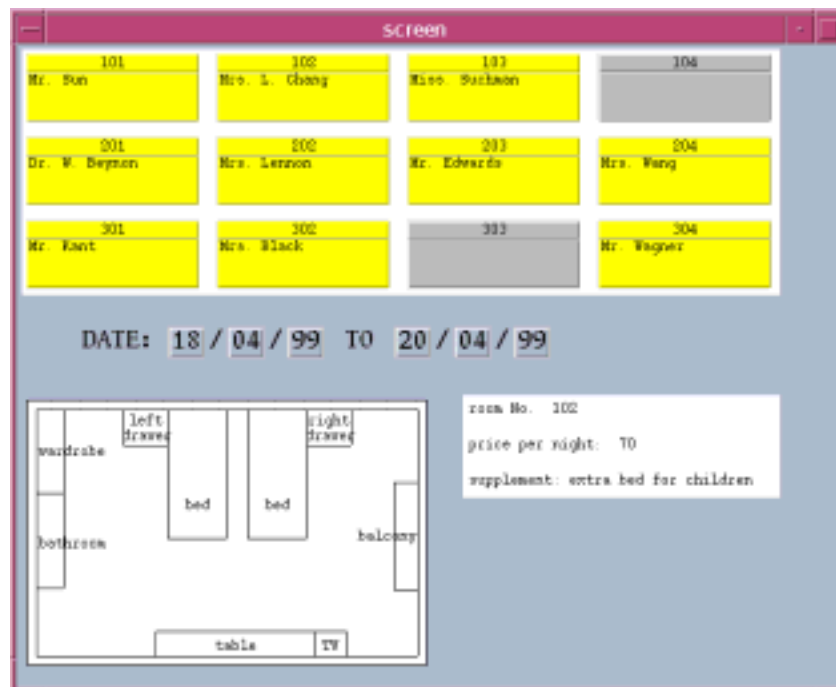 screen
101 102 103 104
Mr. Sun Mrs. L. Chang Miss. Buchman
201 202 203 204
Dr. W. Beynon Mrs. Lennon Mr. Edwards Mrs. Wang
301 302 303 304
Mr. Kant Mrs. Black Mr. Wagner
DATE: 18 / 04 / 99 TO 20 / 04 / 99
left drawer
right drawer
wardrobe
bed bed
bathroom
balcony
table TV
room No. 102
price per night: 70
supplement: extra bed for children